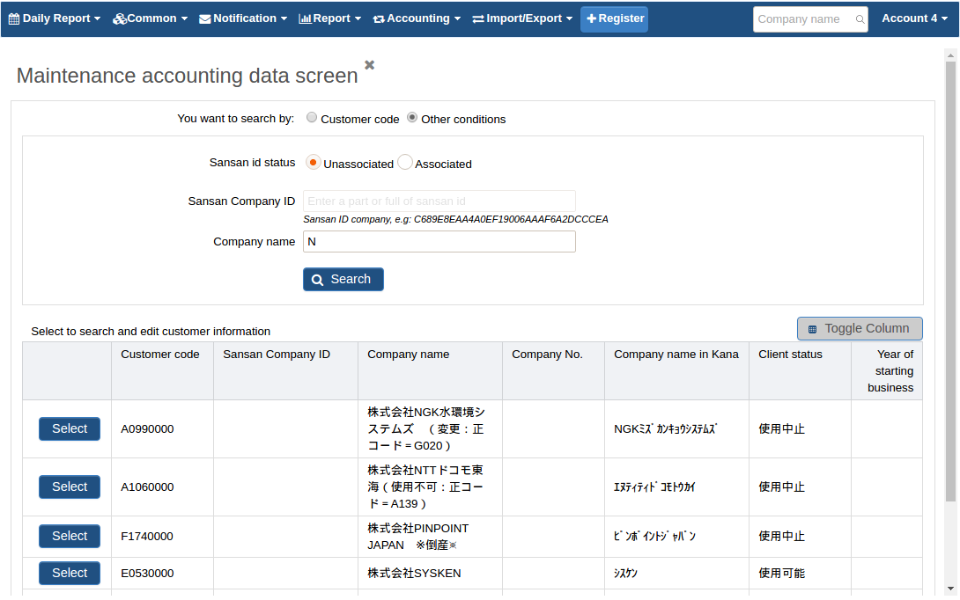 Daily Report Common Notification Report Accounting Import/Export Register Company name Account 4
Maintenance accounting data screen
You want to search by: Customer code Other conditions
Sansan id status Unassociated Associated
Sansan Company ID Enter a part or full of sansan id
Sansan ID company, e.g: C689E8EAA4A0EF19006AAAF6A2DCCCEA
Company name N
Search
Select to search and edit customer information
Toggle Column
Customer code Sansan Company ID Company name Company No. Company name in Kana Client status Year of
starting
business
株式会社NGK水環境シ
Select A0990000 ステムズ　（変更：正 NGKﾐｽﾞｶﾝｷｮｳｼｽﾃﾑｽﾞ 使用中止
コード＝G020）
株式会社NTTドコモ東
Select A1060000 海（使用不可：正コー ｴﾇﾃｨﾃｨﾄﾞｺﾓﾄｳｶｲ 使用中止
ド＝A139）
株式会社PINPOINT
Select F1740000 ﾋﾟﾝﾎﾟｲﾝﾄｼﾞｬﾊﾟﾝ 使用中止
JAPAN　※倒産※
Select E0530000 株式会社SYSKEN ｼｽｹﾝ 使用可能